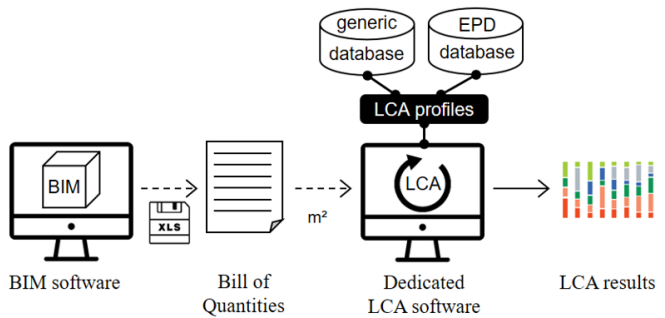 generic
database
EPD
database
LCA profiles
BIM
XLS
m²
LCA
BIM software
Bill of
Quantities
Dedicated
LCA software
LCA results